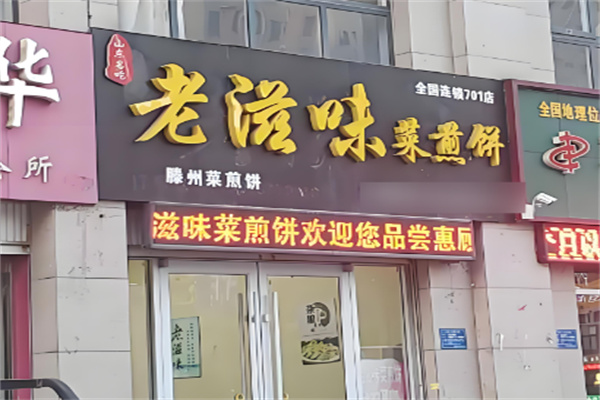 山东名吃
老滋味菜煎饼
全国连锁701店
滕州菜煎饼
滋味菜煎饼欢迎您品尝惠顾
华
所
全国地理位
老滋味